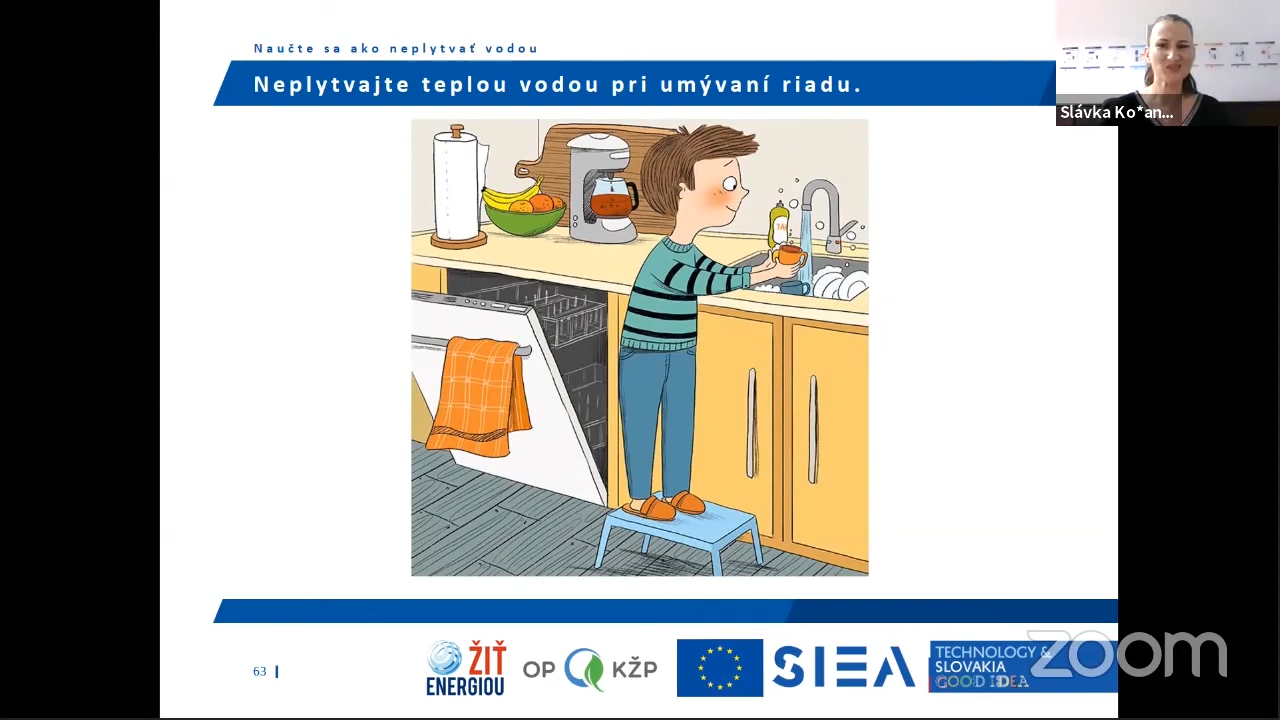 Naučte sa ako neplytvať vodou
Neplytvajte teplou vodou pri umývaní riadu.
Slávka Ko*an...
JAR
63
ŽIŤ
ENERGIOU
OP KŽP
SIEA
TECHNOLOGY &
SLOVAKIA
GOOD IDEA
zoom